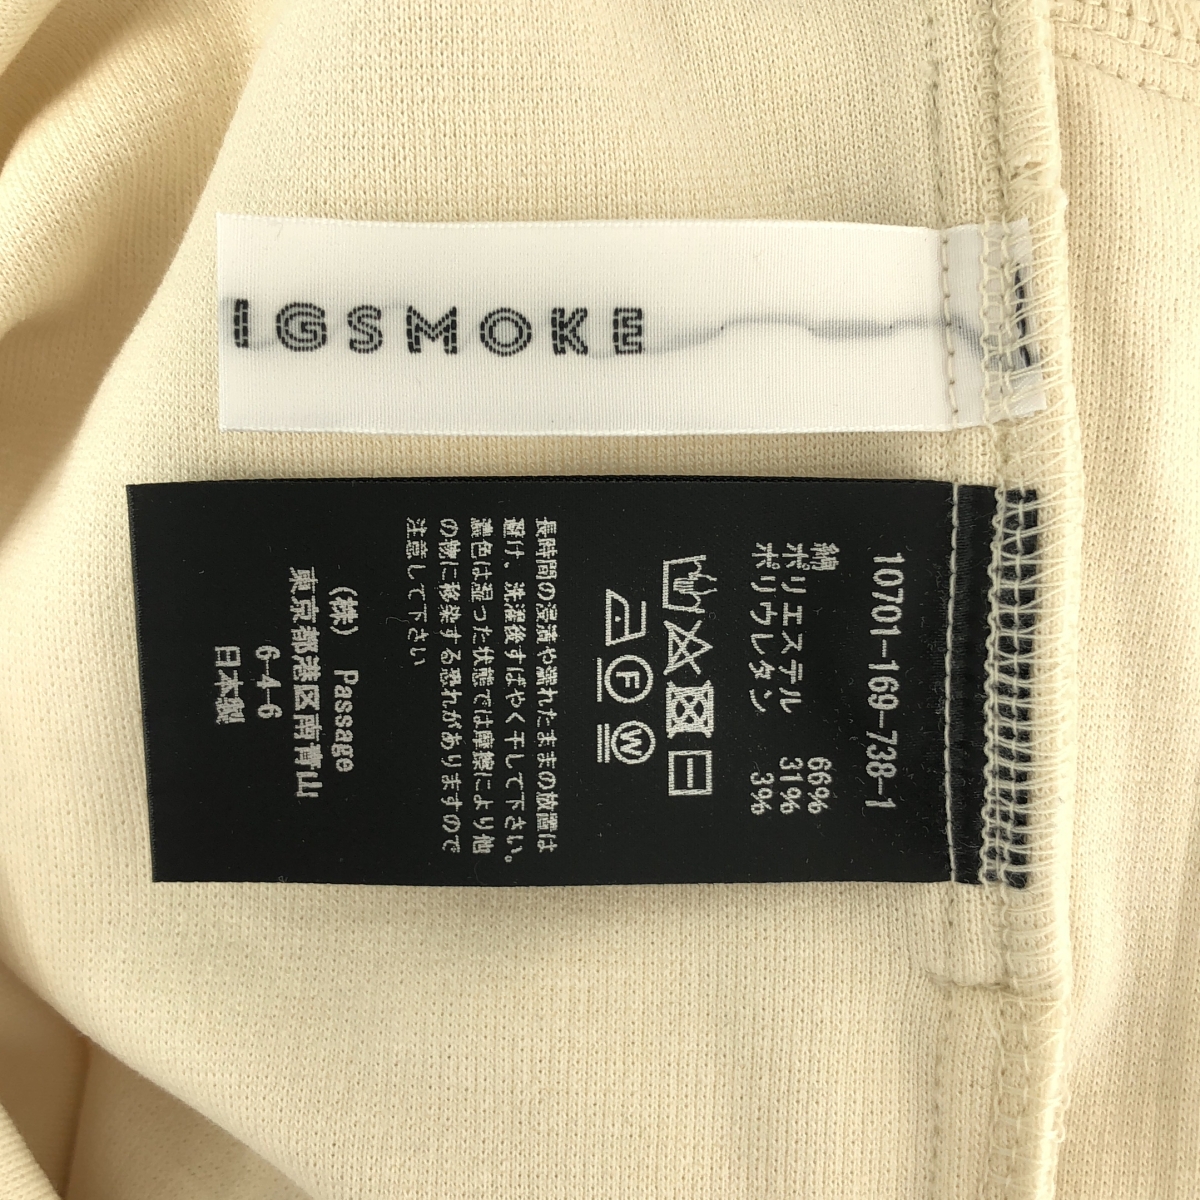 IGSMOKE
10701-169-738-1
綿 66%
ポリエステル 31%
ポリウレタン 3%
F
W
長時間の浸漬や濡れたままの放置は
避け、洗濯後すばやく干して下さい。
濃色は湿った状態では摩擦により他
の物に移染する恐れがありますので
注意して下さい
(株) Passage
東京都港区南青山
6-4-6
日本製